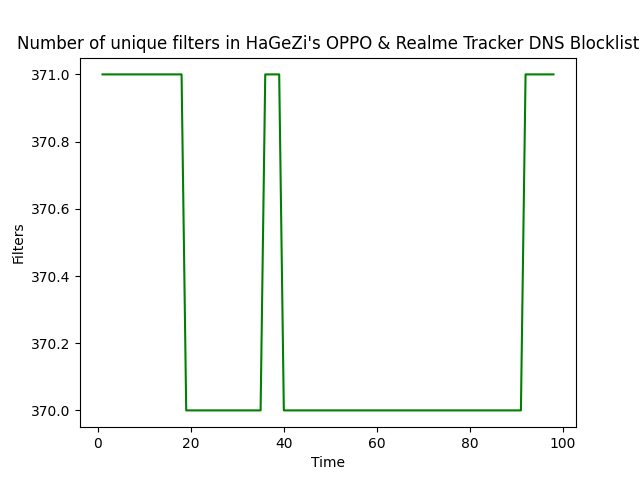 Number of unique filters in HaGeZi's OPPO & Realme Tracker DNS Blocklist
371.0
370.8
370.6
370.4
370.2
370.0
Filters
0 20 40 60 80 100
Time